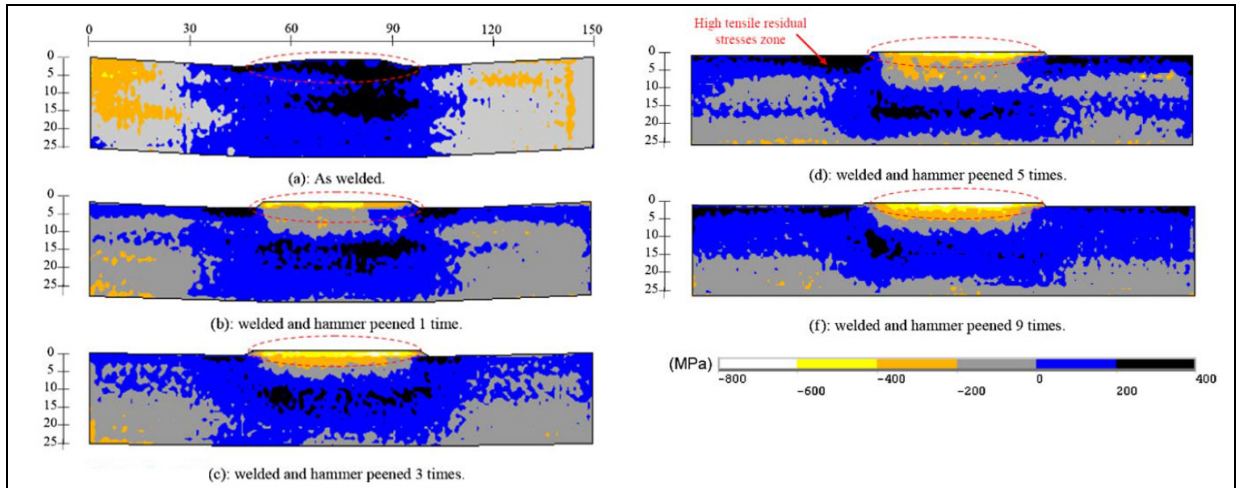 0 30 60 90 120 150
0
5
10
15
20
25
(a): As welded.
0
5
10
15
20
25
(b): welded and hammer peened 1 time.
0
5
10
15
20
25
(c): welded and hammer peened 3 times.
High tensile residual
stresses zone
0
5
10
15
20
25
(d): welded and hammer peened 5 times.
0
5
10
15
20
25
(f): welded and hammer peened 9 times.
(MPa)
-800 -400 0 400
-600 -200 200